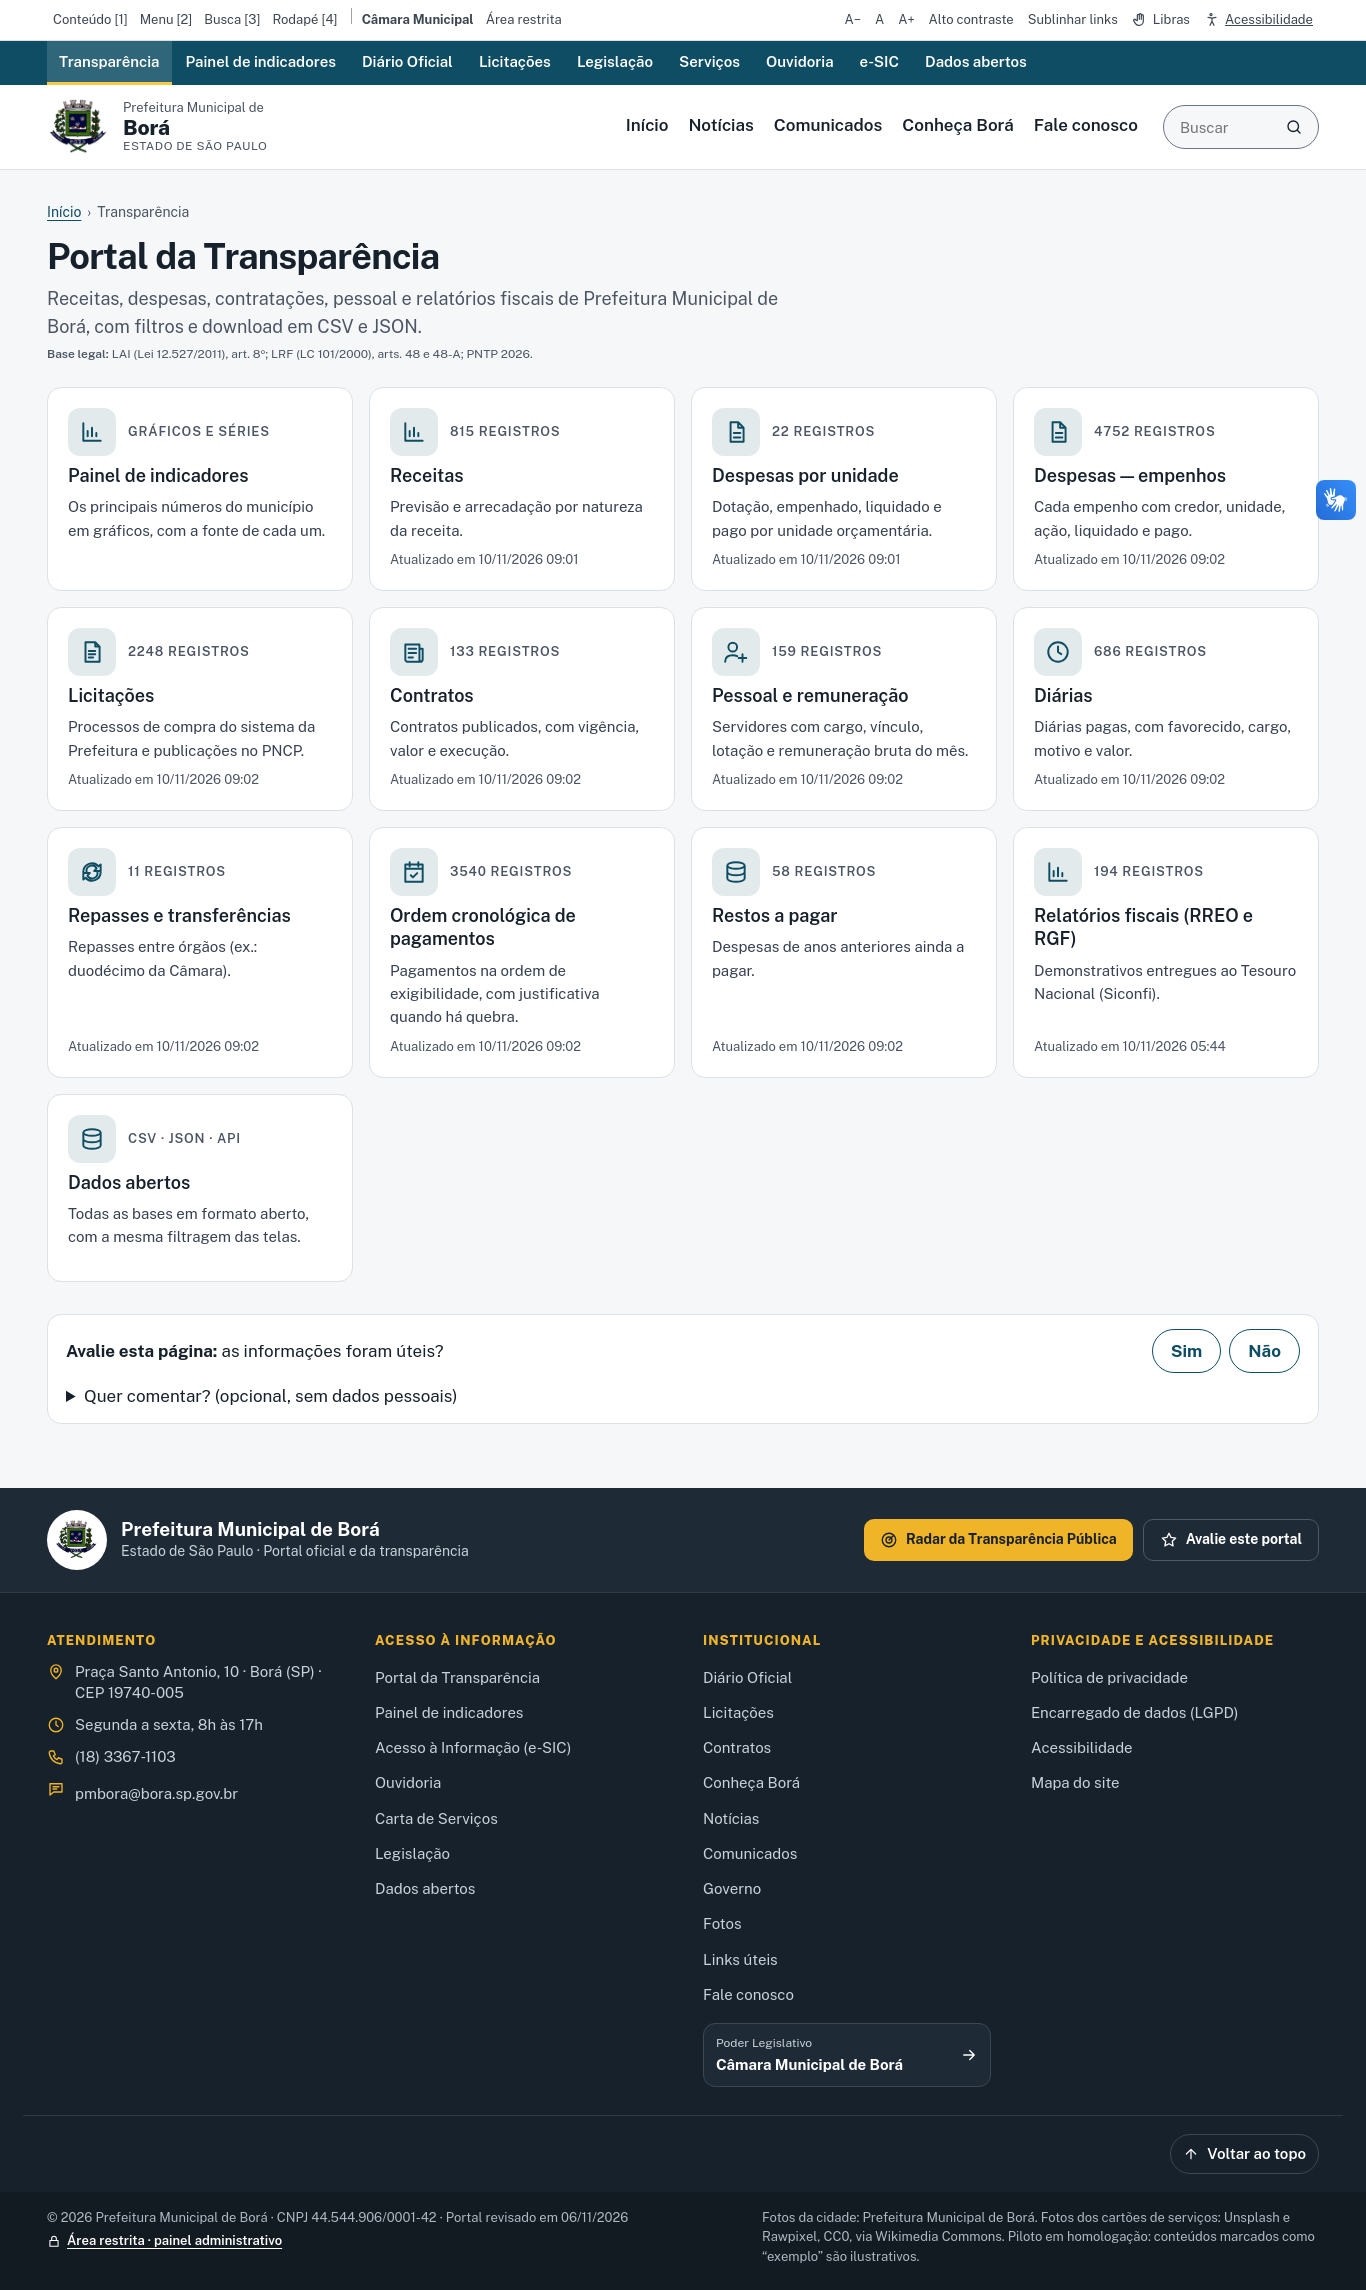 Conteúdo [1] Menu [2] Busca [3] Rodapé [4] Câmara Municipal Área restrita A− A A+ Alto contraste Sublinhar links Libras Acessibilidade
Transparência Painel de indicadores Diário Oficial Licitações Legislação Serviços Ouvidoria e-SIC Dados abertos
Prefeitura Municipal de
Borá
ESTADO DE SÃO PAULO
Início Notícias Comunicados Conheça Borá Fale conosco Buscar
Início › Transparência
Portal da Transparência
Receitas, despesas, contratações, pessoal e relatórios fiscais de Prefeitura Municipal de
Borá, com filtros e download em CSV e JSON.
Base legal: LAI (Lei 12.527/2011), art. 8º; LRF (LC 101/2000), arts. 48 e 48-A; PNTP 2026.
GRÁFICOS E SÉRIES
Painel de indicadores
Os principais números do município
em gráficos, com a fonte de cada um.
815 REGISTROS
Receitas
Previsão e arrecadação por natureza
da receita.
Atualizado em 10/11/2026 09:01
22 REGISTROS
Despesas por unidade
Dotação, empenhado, liquidado e
pago por unidade orçamentária.
Atualizado em 10/11/2026 09:01
4752 REGISTROS
Despesas — empenhos
Cada empenho com credor, unidade,
ação, liquidado e pago.
Atualizado em 10/11/2026 09:02
2248 REGISTROS
Licitações
Processos de compra do sistema da
Prefeitura e publicações no PNCP.
Atualizado em 10/11/2026 09:02
133 REGISTROS
Contratos
Contratos publicados, com vigência,
valor e execução.
Atualizado em 10/11/2026 09:02
159 REGISTROS
Pessoal e remuneração
Servidores com cargo, vínculo,
lotação e remuneração bruta do mês.
Atualizado em 10/11/2026 09:02
686 REGISTROS
Diárias
Diárias pagas, com favorecido, cargo,
motivo e valor.
Atualizado em 10/11/2026 09:02
11 REGISTROS
Repasses e transferências
Repasses entre órgãos (ex.:
duodécimo da Câmara).
Atualizado em 10/11/2026 09:02
3540 REGISTROS
Ordem cronológica de
pagamentos
Pagamentos na ordem de
exigibilidade, com justificativa
quando há quebra.
Atualizado em 10/11/2026 09:02
58 REGISTROS
Restos a pagar
Despesas de anos anteriores ainda a
pagar.
Atualizado em 10/11/2026 09:02
194 REGISTROS
Relatórios fiscais (RREO e
RGF)
Demonstrativos entregues ao Tesouro
Nacional (Siconfi).
Atualizado em 10/11/2026 05:44
CSV · JSON · API
Dados abertos
Todas as bases em formato aberto,
com a mesma filtragem das telas.
Avalie esta página: as informações foram úteis? Sim Não
Quer comentar? (opcional, sem dados pessoais)
Prefeitura Municipal de Borá
Estado de São Paulo · Portal oficial e da transparência
Radar da Transparência Pública Avalie este portal
ATENDIMENTO
Praça Santo Antonio, 10 · Borá (SP) ·
CEP 19740-005
Segunda a sexta, 8h às 17h
(18) 3367-1103
pmbora@bora.sp.gov.br
ACESSO À INFORMAÇÃO
Portal da Transparência
Painel de indicadores
Acesso à Informação (e-SIC)
Ouvidoria
Carta de Serviços
Legislação
Dados abertos
INSTITUCIONAL
Diário Oficial
Licitações
Contratos
Conheça Borá
Notícias
Comunicados
Governo
Fotos
Links úteis
Fale conosco
Poder Legislativo
Câmara Municipal de Borá
PRIVACIDADE E ACESSIBILIDADE
Política de privacidade
Encarregado de dados (LGPD)
Acessibilidade
Mapa do site
Voltar ao topo
© 2026 Prefeitura Municipal de Borá · CNPJ 44.544.906/0001-42 · Portal revisado em 06/11/2026
Área restrita · painel administrativo
Fotos da cidade: Prefeitura Municipal de Borá. Fotos dos cartões de serviços: Unsplash e
Rawpixel, CC0, via Wikimedia Commons. Piloto em homologação: conteúdos marcados como
“exemplo” são ilustrativos.